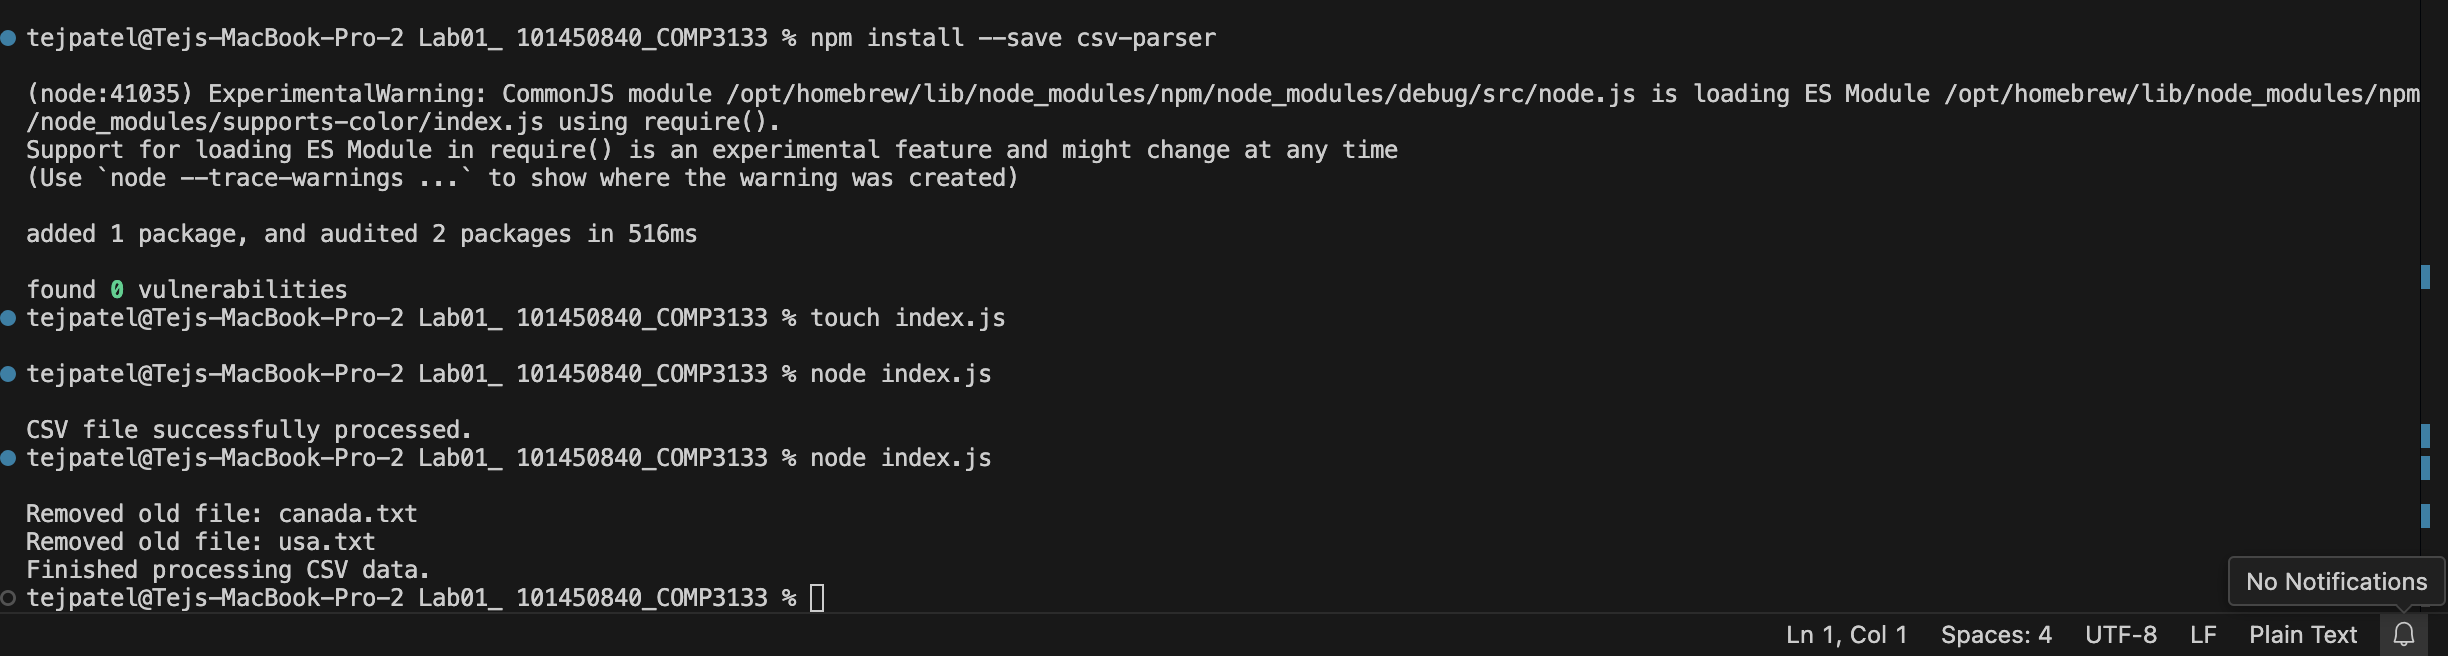 tejpatel@Tejs-MacBook-Pro-2 Lab01_ 101450840_COMP3133 % npm install --save csv-parser
(node:41035) ExperimentalWarning: CommonJS module /opt/homebrew/lib/node_modules/npm/node_modules/debug/src/node.js is loading ES Module /opt/homebrew/lib/node_modules/npm
/node_modules/supports-color/index.js using require().
Support for loading ES Module in require() is an experimental feature and might change at any time
(Use `node --trace-warnings ...` to show where the warning was created)
added 1 package, and audited 2 packages in 516ms
found 0 vulnerabilities
tejpatel@Tejs-MacBook-Pro-2 Lab01_ 101450840_COMP3133 % touch index.js
tejpatel@Tejs-MacBook-Pro-2 Lab01_ 101450840_COMP3133 % node index.js
CSV file successfully processed.
tejpatel@Tejs-MacBook-Pro-2 Lab01_ 101450840_COMP3133 % node index.js
Removed old file: canada.txt
Removed old file: usa.txt
Finished processing CSV data.
tejpatel@Tejs-MacBook-Pro-2 Lab01_ 101450840_COMP3133 %
No Notifications
Ln 1, Col 1 Spaces: 4 UTF-8 LF Plain Text